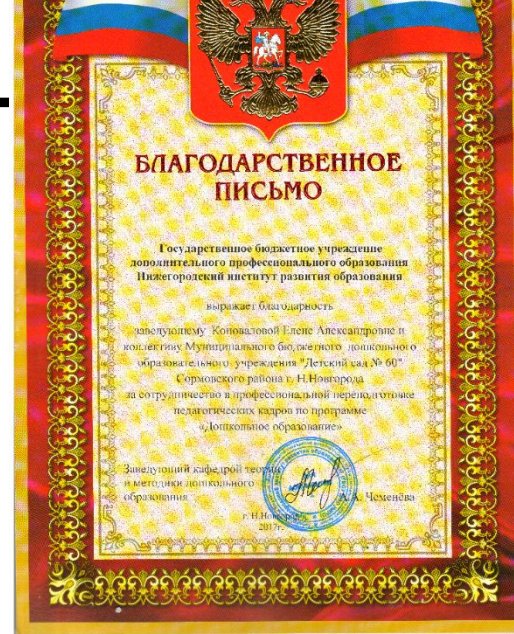 БЛАГОДАРСТВЕННОЕ
ПИСЬМО
Государственное бюджетное учреждение
дополнительного профессионального образования
Нижегородский институт развития образования
выражает благодарность
заведующему Коноваловой Елене Александровне и
коллективу Муниципального бюджетного дошкольного
образовательного учреждения "Детский сад № 60"
Сормовского района г. Н.Новгорода
за сотрудничество в профессиональной переподготовке
педагогических кадров по программе
«Дошкольное образование»
Заведующий кафедрой теории
и методики дошкольного
образования А.А. Чеменёва
г. Н.Новгород
2017г.